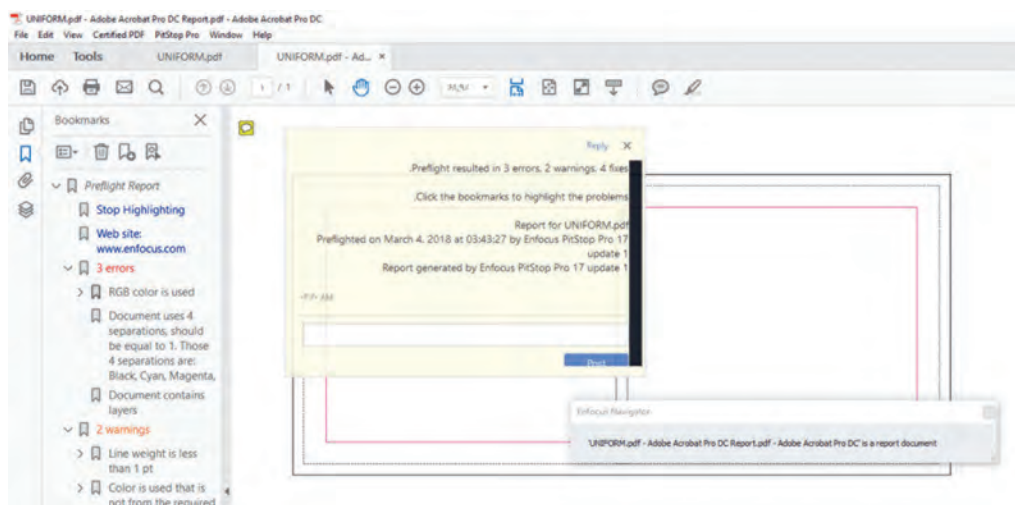 UNIFORM.pdf - Adobe Acrobat Pro DC Report.pdf - Adobe Acrobat Pro DC
File Edit View Certified PDF PitStop Pro Window Help
Home Tools UNIFORM.pdf UNIFORM.pdf - Ad... ×
1 / 1
Bookmarks
Preflight Report
Stop Highlighting
Web site:
www.enfocus.com
3 errors
RGB color is used
Document uses 4
separations, should
be equal to 1. Those
4 separations are:
Black, Cyan, Magenta,
Document contains
layers
2 warnings
Line weight is less
than 1 pt
Color is used that is
not from the required
Reply X
.Preflight resulted in 3 errors, 2 warnings, 4 fixes
.Click the bookmarks to highlight the problems
Report for UNIFORM.pdf
Preflighted on March 4, 2018 at 03:43:27 by Enfocus PitStop Pro 17
update 1
Report generated by Enfocus PitStop Pro 17 update 1
AM
Post
Enfocus Navigator
'UNIFORM.pdf - Adobe Acrobat Pro DC Report.pdf - Adobe Acrobat Pro DC' is a report document